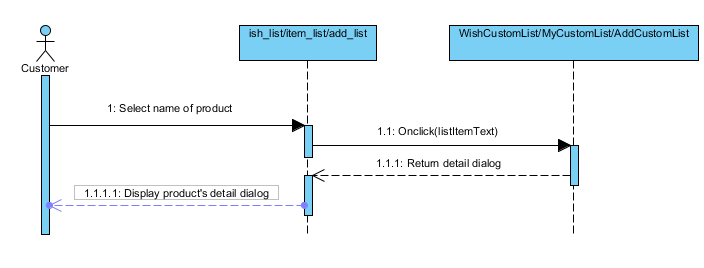 ish_list/item_list/add_list
WishCustomList/MyCustomList/AddCustomList
Customer
1: Select name of product
1.1: Onclick(listItemText)
1.1.1: Return detail dialog
1.1.1.1: Display product's detail dialog